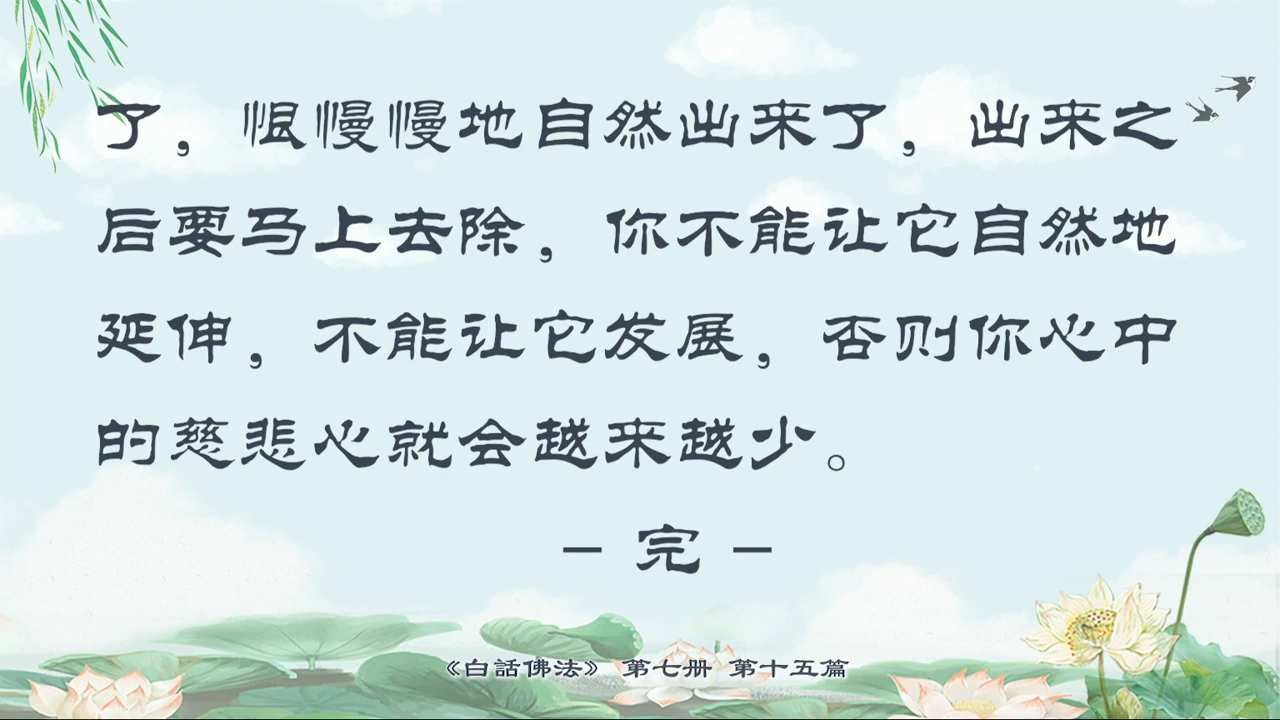 了，恨慢慢地自然出来了，出来之
后要马上去除，你不能让它自然地
延伸，不能让它发展，否则你心中
的慈悲心就会越来越少。
－ 完 －
《白話佛法》 第七册 第十五篇